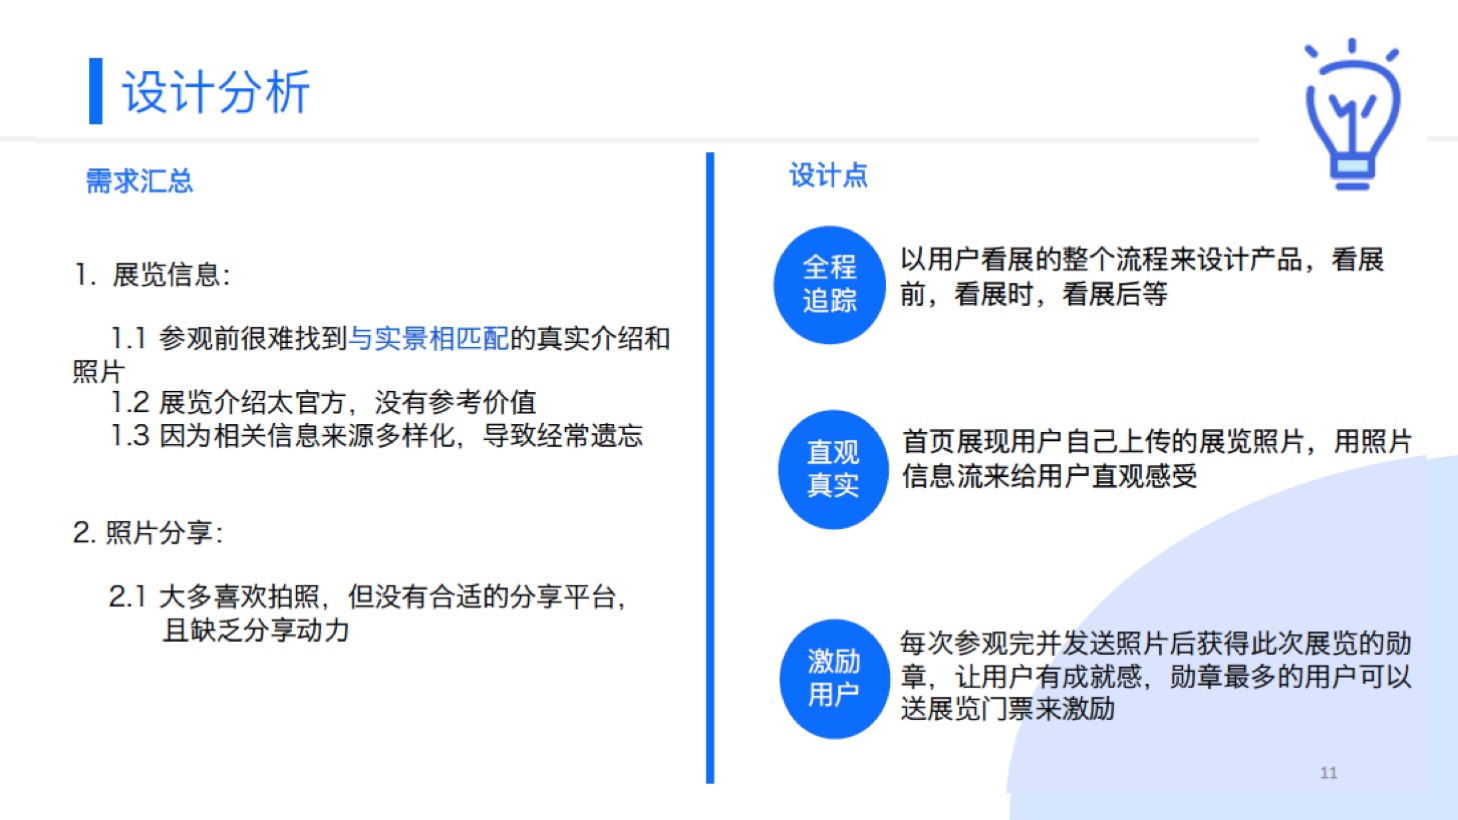 设计分析
需求汇总
1. 展览信息：
1.1 参观前很难找到与实景相匹配的真实介绍和
照片
1.2 展览介绍太官方，没有参考价值
1.3 因为相关信息来源多样化，导致经常遗忘
2. 照片分享：
2.1 大多喜欢拍照，但没有合适的分享平台，
且缺乏分享动力
设计点
全程
追踪
以用户看展的整个流程来设计产品，看展
前，看展时，看展后等
直观
真实
首页展现用户自己上传的展览照片，用照片
信息流来给用户直观感受
激励
用户
每次参观完并发送照片后获得此次展览的勋
章，让用户有成就感，勋章最多的用户可以
送展览门票来激励
11